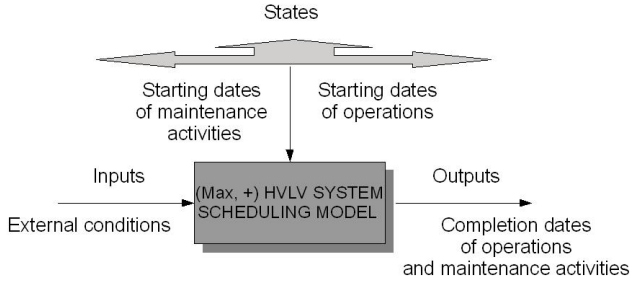 States
Starting dates
of maintenance
activities
Starting dates
of operations
Inputs
External conditions
(Max, +) HVLV SYSTEM
SCHEDULING MODEL
Outputs
Completion dates
of operations
and maintenance activities